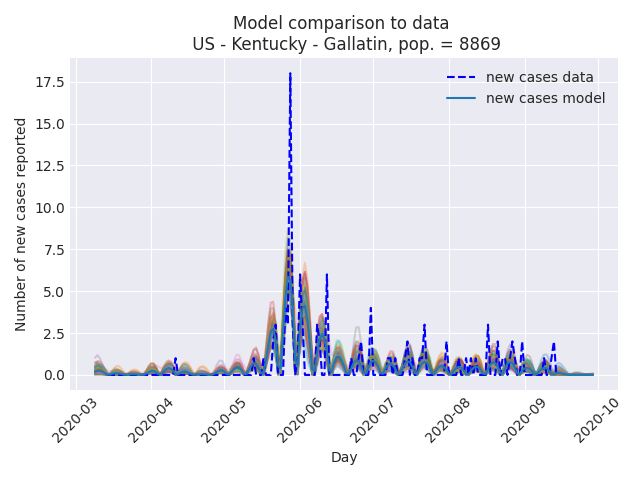 Model comparison to data
US - Kentucky - Gallatin, pop. = 8869
new cases data
new cases model
Number of new cases reported
17.5
15.0
12.5
10.0
7.5
5.0
2.5
0.0
2020-03
2020-04
2020-05
2020-06
2020-07
2020-08
2020-09
2020-10
Day